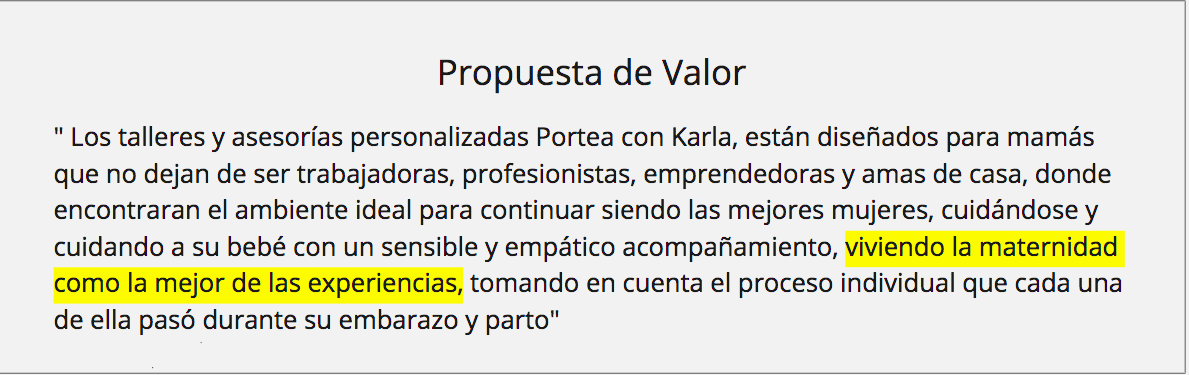 Propuesta de Valor
" Los talleres y asesorías personalizadas Portea con Karla, están diseñados para mamás
que no dejan de ser trabajadoras, profesionistas, emprendedoras y amas de casa, donde
encontraran el ambiente ideal para continuar siendo las mejores mujeres, cuidándose y
cuidando a su bebé con un sensible y empático acompañamiento, viviendo la maternidad
como la mejor de las experiencias, tomando en cuenta el proceso individual que cada una
de ella pasó durante su embarazo y parto"